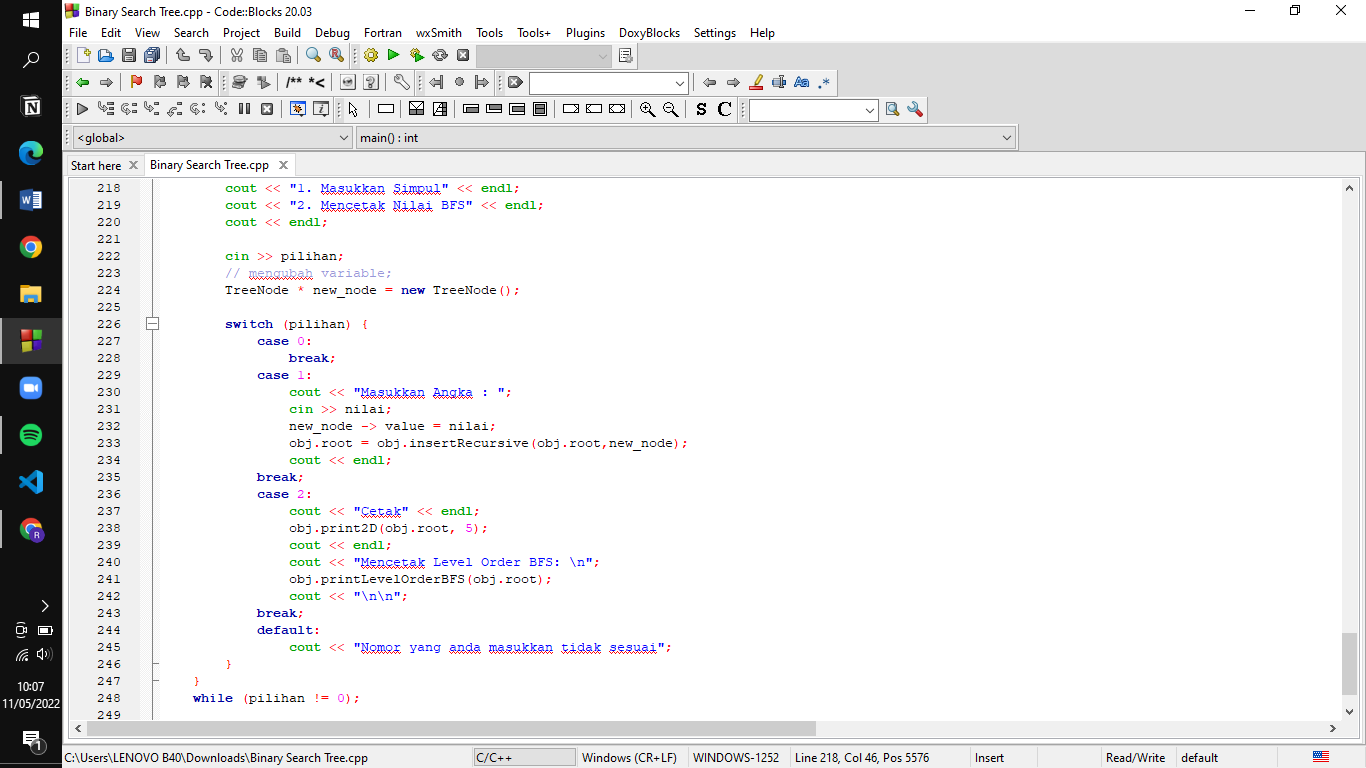 Binary Search Tree.cpp - Code::Blocks 20.03
File Edit View Search Project Build Debug Fortran wxSmith Tools Tools+ Plugins DoxyBlocks Settings Help
/** *<
Aa .*
S C
<global> main() : int
Start here Binary Search Tree.cpp
218 cout << "1. Masukkan Simpul" << endl;
219 cout << "2. Mencetak Nilai BFS" << endl;
220 cout << endl;
221
222 cin >> pilihan;
223 // mengubah variable;
224 TreeNode * new_node = new TreeNode();
225
226 switch (pilihan) {
227 case 0:
228 break;
229 case 1:
230 cout << "Masukkan Angka : ";
231 cin >> nilai;
232 new_node -> value = nilai;
233 obj.root = obj.insertRecursive(obj.root,new_node);
234 cout << endl;
235 break;
236 case 2:
237 cout << "Cetak" << endl;
238 obj.print2D(obj.root, 5);
239 cout << endl;
240 cout << "Mencetak Level Order BFS: \n";
241 obj.printLevelOrderBFS(obj.root);
242 cout << "\n\n";
243 break;
244 default:
245 cout << "Nomor yang anda masukkan tidak sesuai";
246 }
247 }
248 while (pilihan != 0);
249
10:07
11/05/2022
1
C:\Users\LENOVO B40\Downloads\Binary Search Tree.cpp C/C++ Windows (CR+LF) WINDOWS-1252 Line 218, Col 46, Pos 5576 Insert Read/Write default